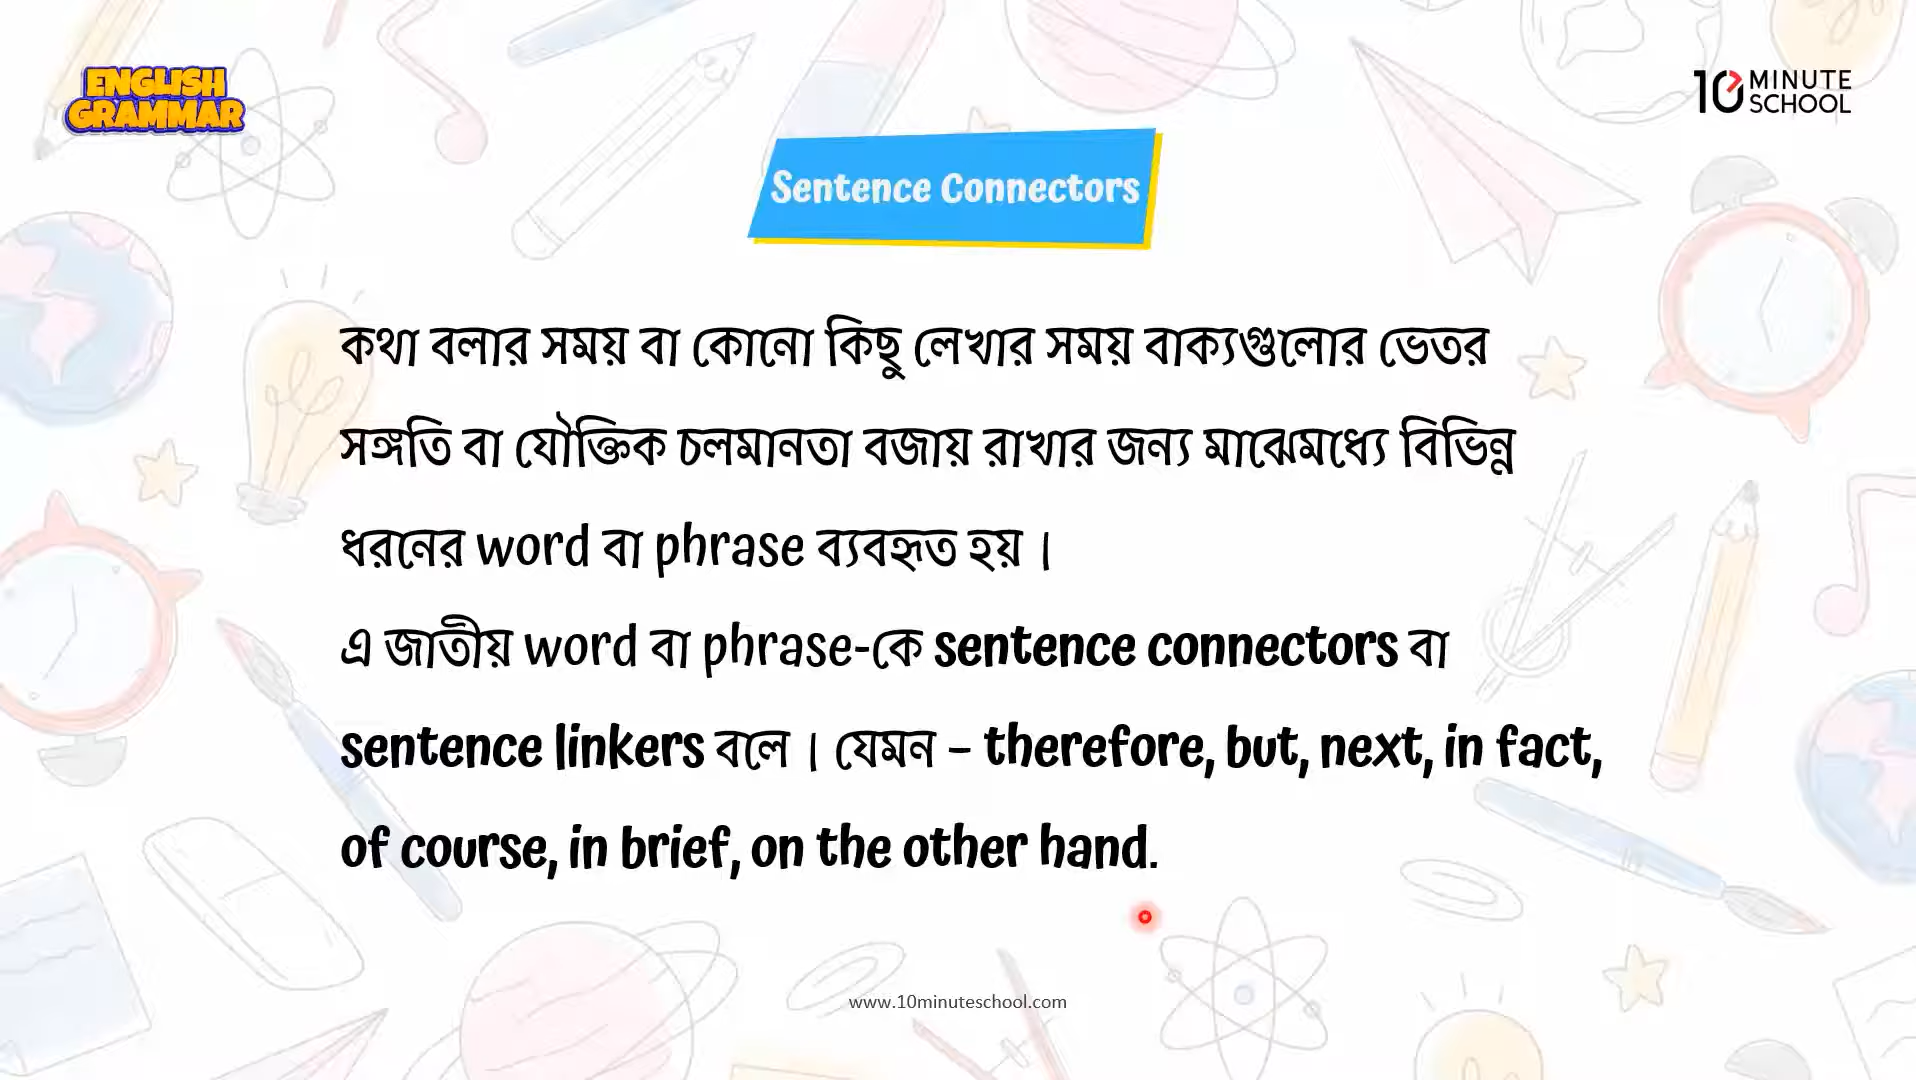 ENGLISH
GRAMMAR
10 MINUTE
SCHOOL
Sentence Connectors
কথা বলার সময় বা কোনো কিছু লেখার সময় বাক্যগুলোর ভেতর
সঙ্গতি বা যৌক্তিক চলমানতা বজায় রাখার জন্য মাঝেমধ্যে বিভিন্ন
ধরনের word বা phrase ব্যবহৃত হয় ।
এ জাতীয় word বা phrase-কে sentence connectors বা
sentence linkers বলে । যেমন – therefore, but, next, in fact,
of course, in brief, on the other hand.
www.10minuteschool.com